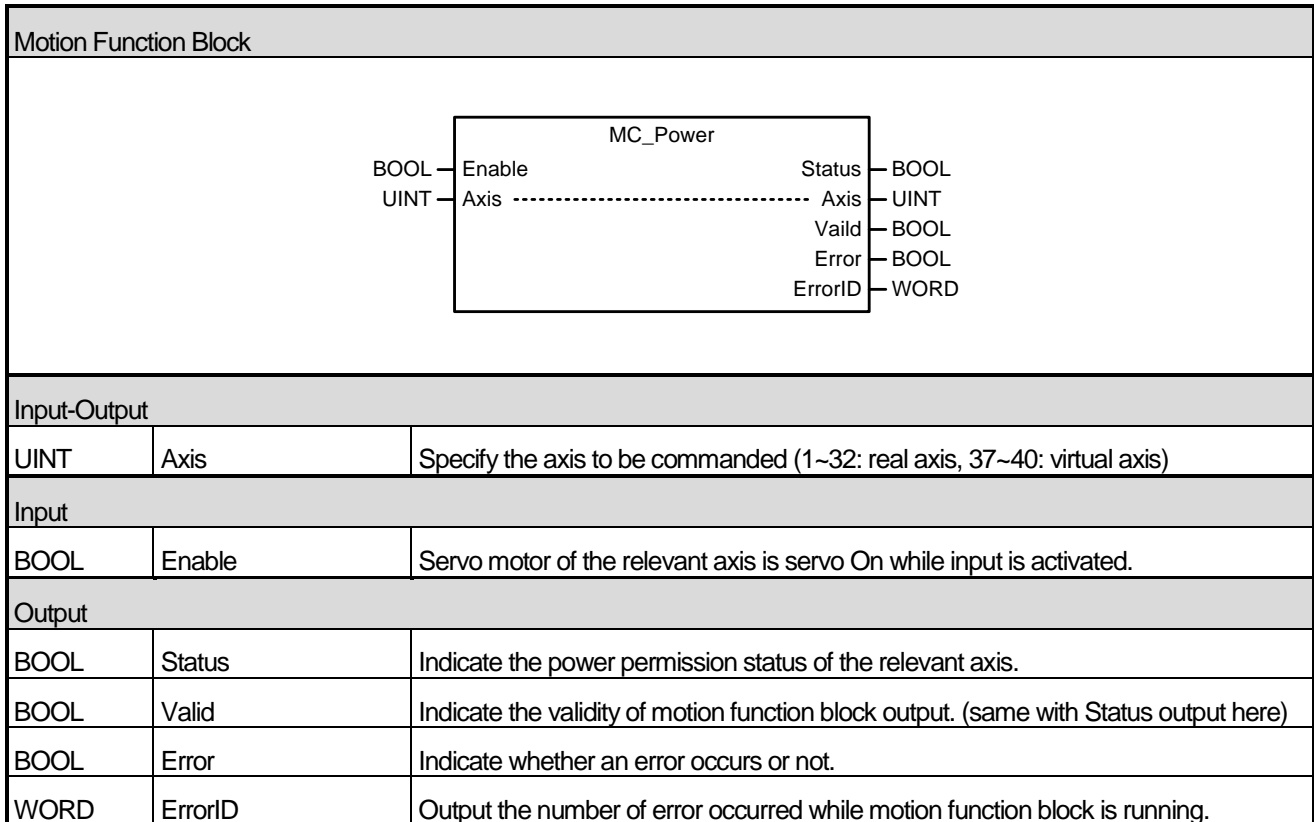 Motion Function Block
MC_Power
BOOL Enable Status BOOL
UINT Axis Axis UINT
Vaild BOOL
Error BOOL
ErrorID WORD
Input-Output
UINT Axis Specify the axis to be commanded (1~32: real axis, 37~40: virtual axis)
Input
BOOL Enable Servo motor of the relevant axis is servo On while input is activated.
Output
BOOL Status Indicate the power permission status of the relevant axis.
BOOL Valid Indicate the validity of motion function block output. (same with Status output here)
BOOL Error Indicate whether an error occurs or not.
WORD ErrorID Output the number of error occurred while motion function block is running.